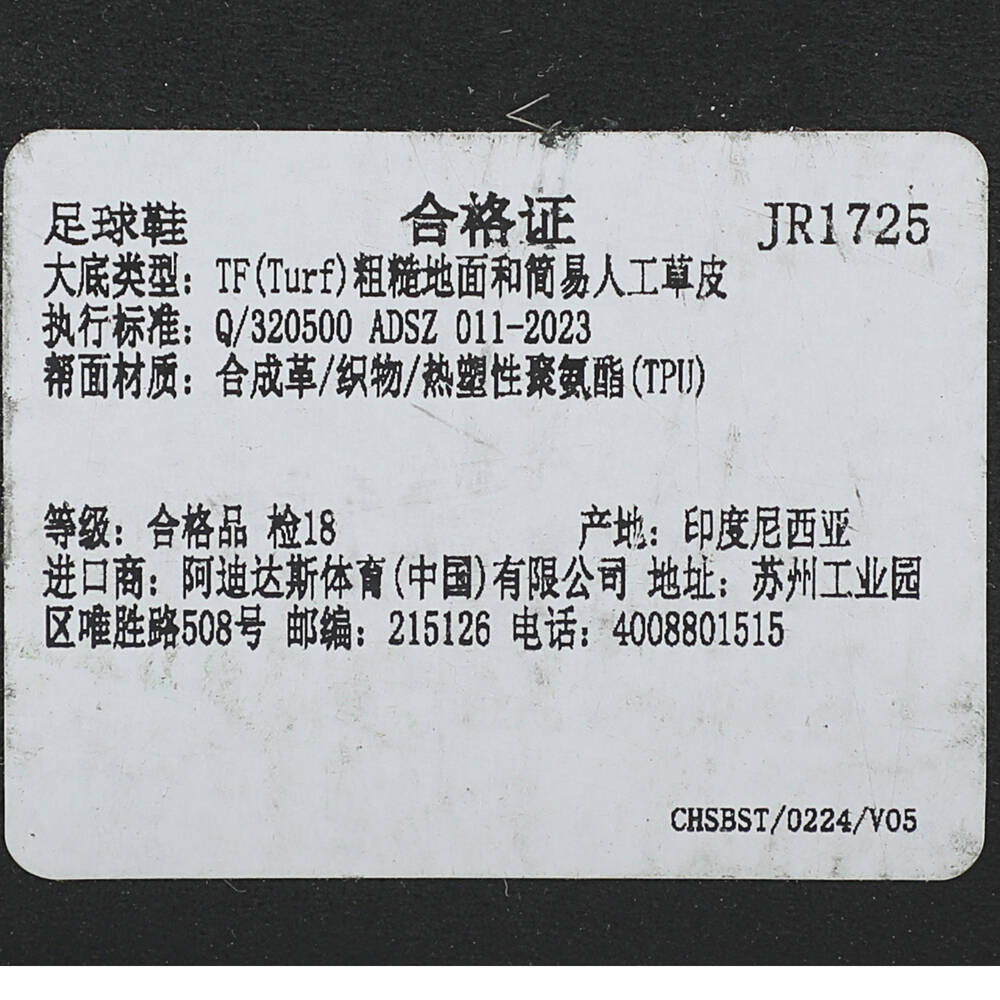 足球鞋 合格证 JR1725
大底类型：TF(Turf)粗糙地面和简易人工草皮
执行标准：Q/320500 ADSZ 011-2023
帮面材质：合成革/织物/热塑性聚氨酯(TPU)
等级：合格品 检18 产地：印度尼西亚
进口商：阿迪达斯体育(中国)有限公司 地址：苏州工业园
区唯胜路508号 邮编：215126 电话：4008801515
CHSBST/0224/V05